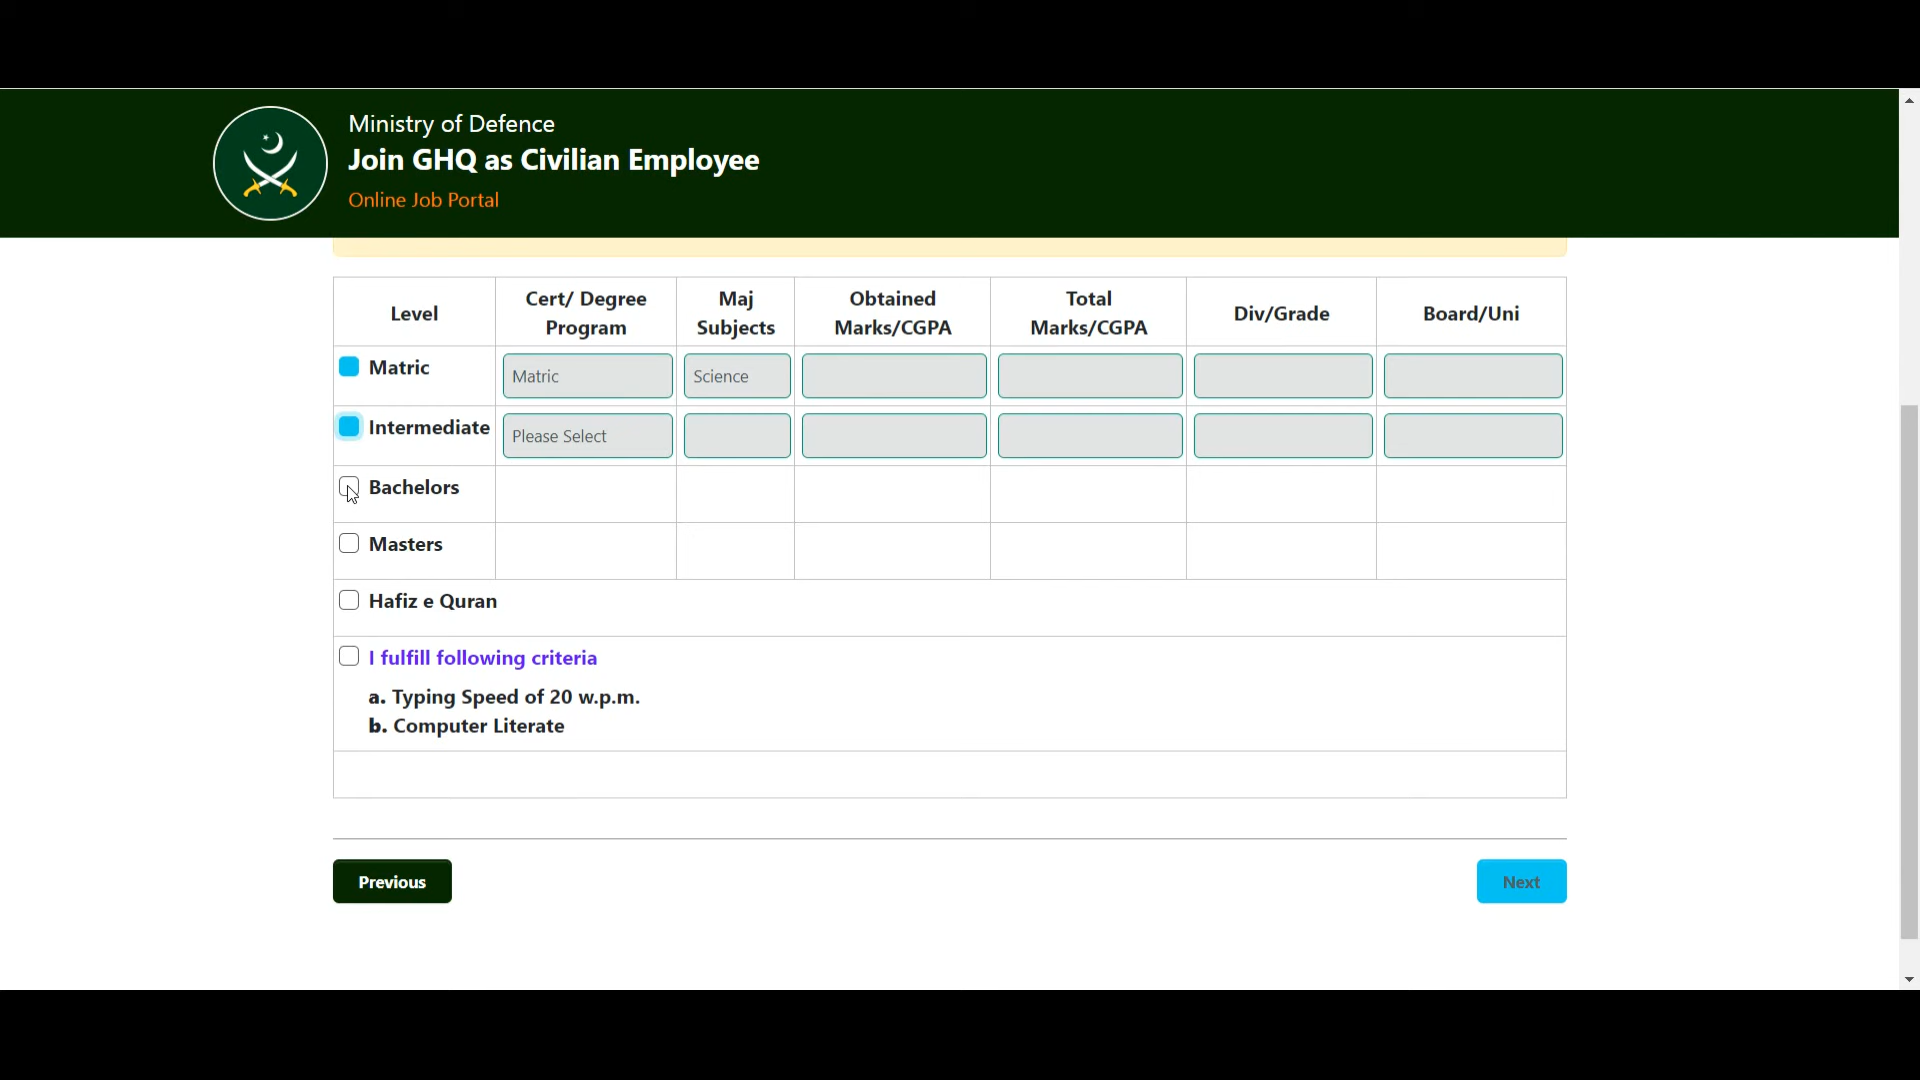 Ministry of Defence
Join GHQ as Civilian Employee
Online Job Portal
Level
Cert/ Degree
Program
Maj
Subjects
Obtained
Marks/CGPA
Total
Marks/CGPA
Div/Grade
Board/Uni
Matric
Matric
Science
Intermediate
Please Select
Bachelors
Masters
Hafiz e Quran
I fulfill following criteria
a. Typing Speed of 20 w.p.m.
b. Computer Literate
Previous
Next